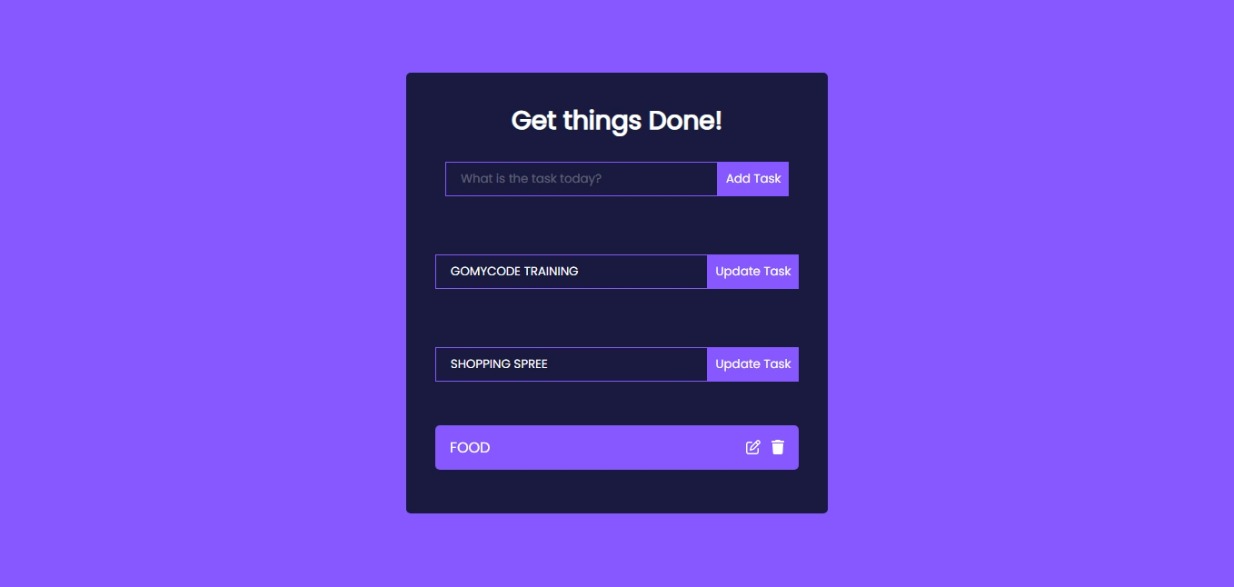 Get things Done!
What is the task today? Add Task
GOMYCODE TRAINING Update Task
SHOPPING SPREE Update Task
FOOD